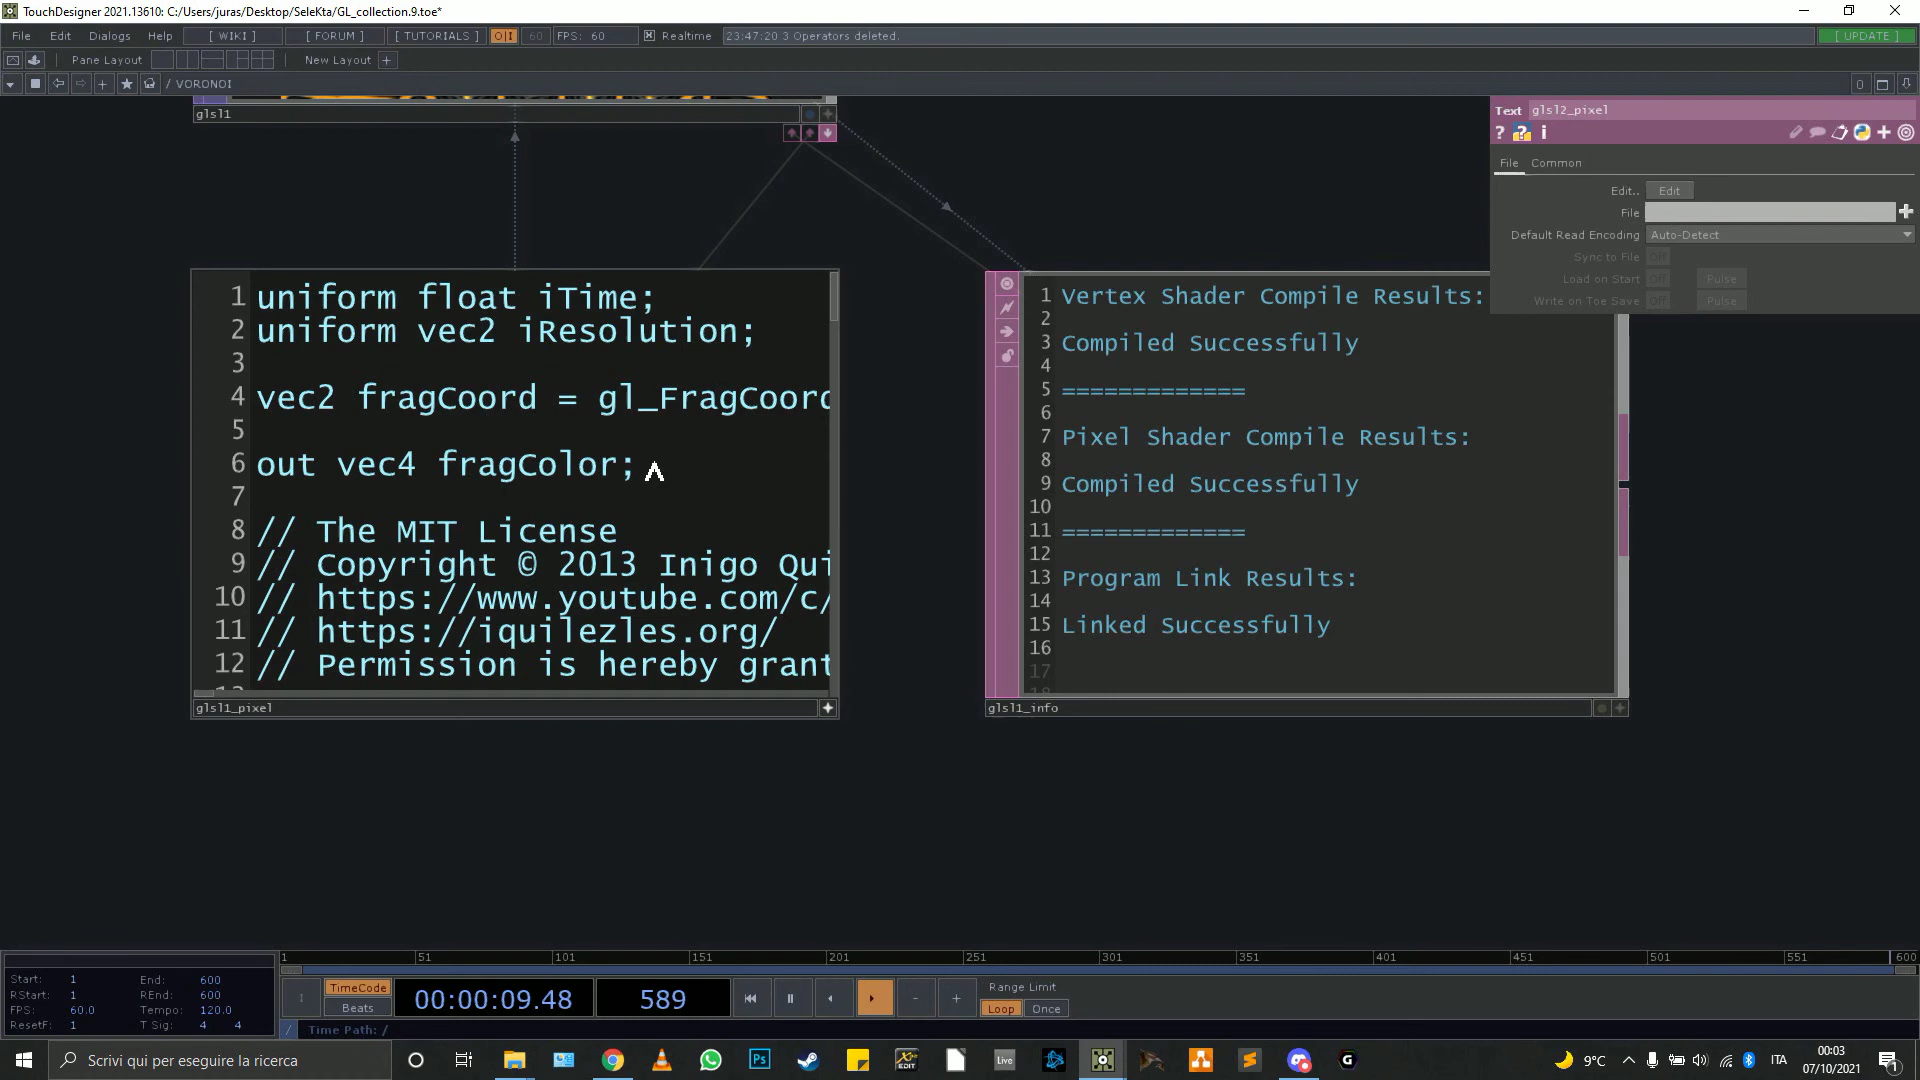 TouchDesigner 2021.13610: C:/Users/juras/Desktop/SeleKta/GL_collection.9.toe*
File Edit Dialogs Help [ WIKI ] [ FORUM ] [ TUTORIALS ] O|I 60 FPS: 60 Realtime 23:47:20 3 Operators deleted. [ UPDATE ]
Pane Layout New Layout +
/ VORONOI 0
glsl1
Text glsl2_pixel
? ? i
File Common
Edit.. Edit
File
Default Read Encoding Auto-Detect
Sync to File Off
Load on Start Off Pulse
Write on Toe Save Off Pulse
1 uniform float iTime;
2 uniform vec2 iResolution;
3
4 vec2 fragCoord = gl_FragCoord
5
6 out vec4 fragColor;
7
8 // The MIT License
9 // Copyright © 2013 Inigo Qui
10 // https://www.youtube.com/c/
11 // https://iquilezles.org/
12 // Permission is hereby grant
glsl1_pixel
1 Vertex Shader Compile Results:
2
3 Compiled Successfully
4
5 =============
6
7 Pixel Shader Compile Results:
8
9 Compiled Successfully
10
11 =============
12
13 Program Link Results:
14
15 Linked Successfully
16
17
18
glsl1_info
1 51 101 151 201 251 301 351 401 451 501 551 600
Start: 1 End: 600
RStart: 1 REnd: 600
FPS: 60.0 Tempo: 120.0
ResetF: 1 T Sig: 4 4
TimeCode
Beats
00:00:09.48 589
Range Limit
Loop Once
/ Time Path: /
Scrivi qui per eseguire la ricerca
Ps
EDIT
Live
9°C
ITA
00:03
07/10/2021
1